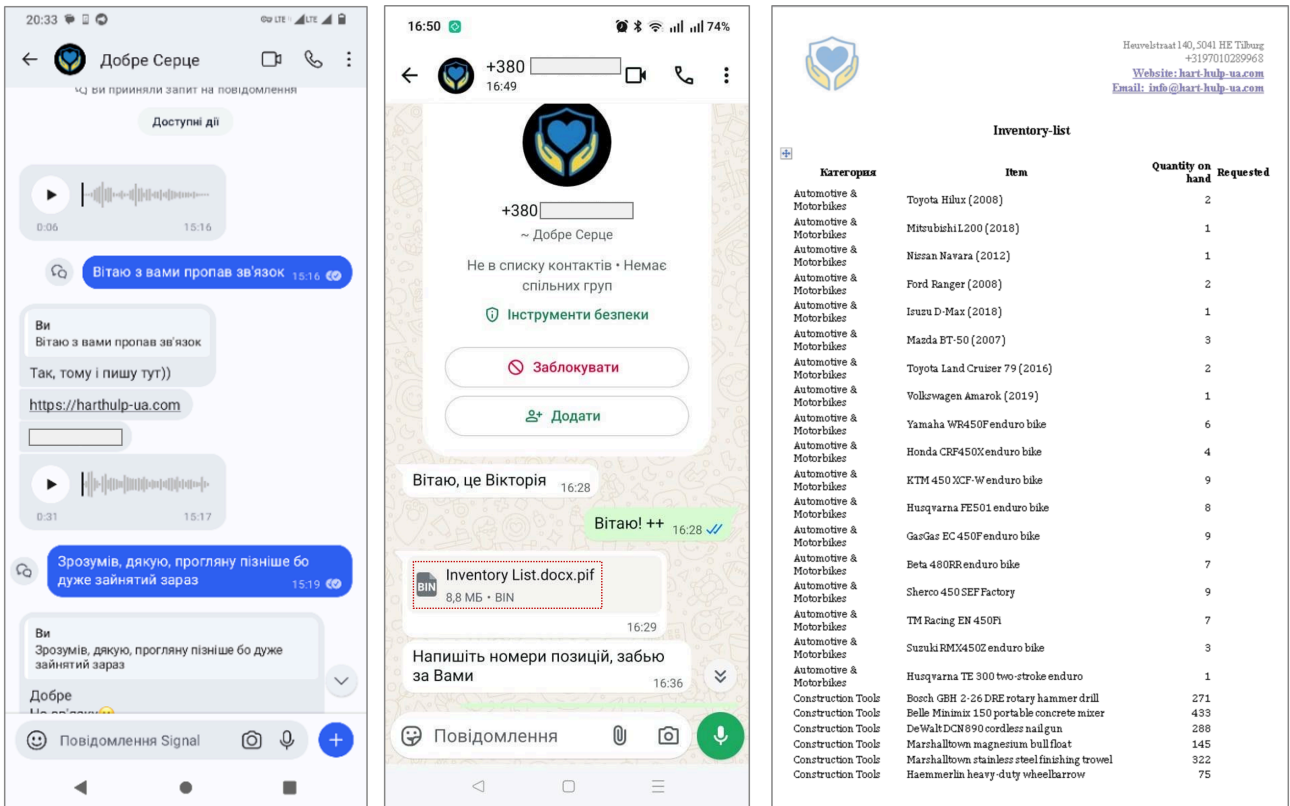 20:33
LTE
LTE
Добре Серце
Ви прийняли запит на повідомлення
Доступні дії
0:06
15:16
Вітаю з вами пропав зв'язок 15:16
Ви
Вітаю з вами пропав зв'язок
Так, тому і пишу тут))
https://harthulp-ua.com
0:31
15:17
Зрозумів, дякую, прогляну пізніше бо
дуже зайнятий зараз 15:19
Ви
Зрозумів, дякую, прогляну пізніше бо дуже
зайнятий зараз
Добре
Повідомлення Signal
16:50
74%
+380
16:49
+380
~ Добре Серце
Не в списку контактів • Немає
спільних груп
Інструменти безпеки
Заблокувати
Додати
Вітаю, це Вікторія 16:28
Вітаю! ++ 16:28
BIN
Inventory List.docx.pif
8,8 МБ • BIN
16:29
Напишіть номери позицій, забью
за Вами
16:36
Повідомлення
Heuvelstraat 140, 5041 HE Tilburg
+3197010289968
Website: hart-hulp-ua.com
Email: info@hart-hulp-ua.com
Inventory-list
Категория Item Quantity on hand Requested
Automotive & Motorbikes Toyota Hilux (2008) 2
Automotive & Motorbikes Mitsubishi L200 (2018) 1
Automotive & Motorbikes Nissan Navara (2012) 1
Automotive & Motorbikes Ford Ranger (2008) 2
Automotive & Motorbikes Isuzu D-Max (2018) 1
Automotive & Motorbikes Mazda BT-50 (2007) 3
Automotive & Motorbikes Toyota Land Cruiser 79 (2016) 2
Automotive & Motorbikes Volkswagen Amarok (2019) 1
Automotive & Motorbikes Yamaha WR450F enduro bike 6
Automotive & Motorbikes Honda CRF450X enduro bike 4
Automotive & Motorbikes KTM 450 XCF-W enduro bike 9
Automotive & Motorbikes Husqvarna FE501 enduro bike 8
Automotive & Motorbikes GasGas EC 450F enduro bike 9
Automotive & Motorbikes Beta 480RR enduro bike 7
Automotive & Motorbikes Sherco 450 SEF Factory 9
Automotive & Motorbikes TM Racing EN 450Fi 7
Automotive & Motorbikes Suzuki RMX450Z enduro bike 3
Automotive & Motorbikes Husqvarna TE 300 two-stroke enduro 1
Construction Tools Bosch GBH 2-26 DRE rotary hammer drill 271
Construction Tools Belle Minimix 150 portable concrete mixer 433
Construction Tools DeWalt DCN890 cordless nail gun 288
Construction Tools Marshalltown magnesium bull float 145
Construction Tools Marshalltown stainless steel finishing trowel 322
Construction Tools Haemmerlin heavy-duty wheelbarrow 75